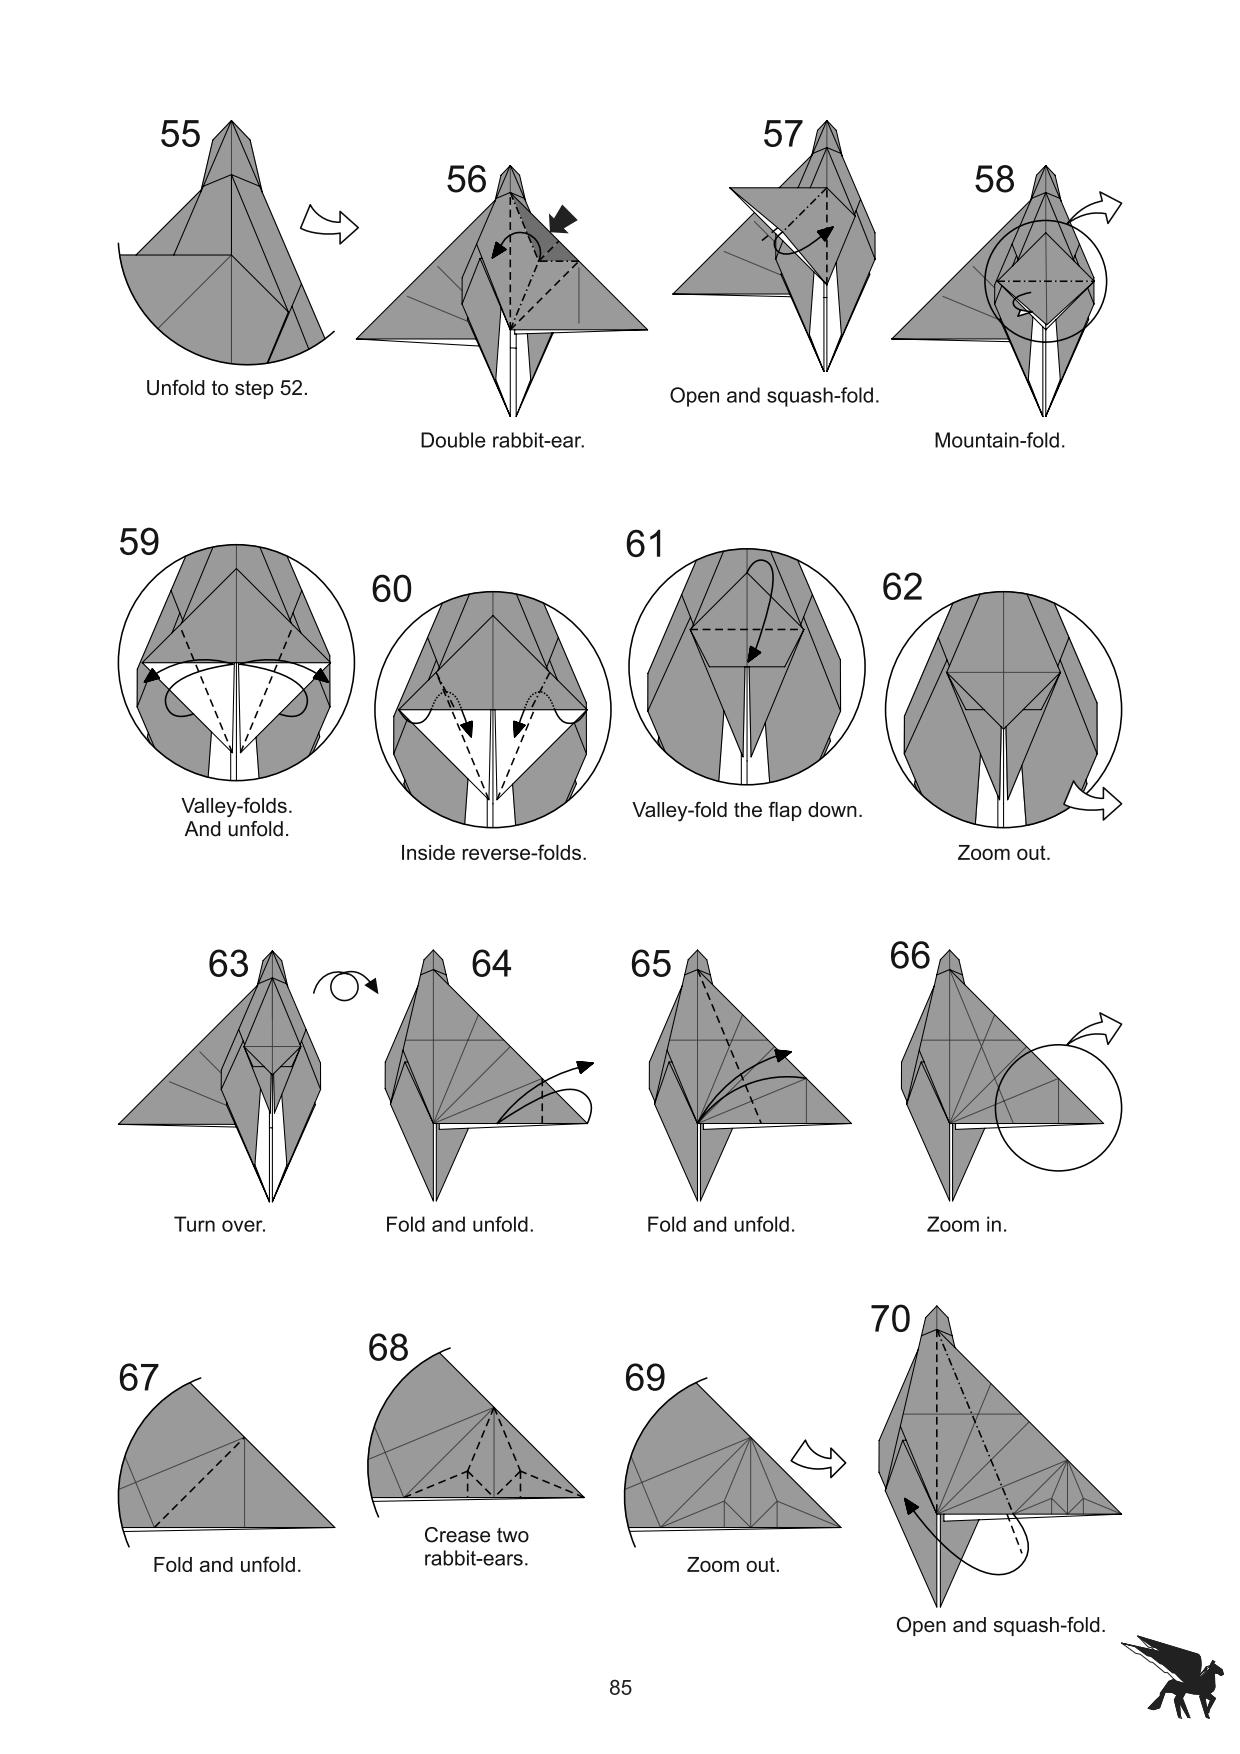 55
Unfold to step 52.
56
Double rabbit-ear.
57
Open and squash-fold.
58
Mountain-fold.
59
Valley-folds.
And unfold.
60
Inside reverse-folds.
61
Valley-fold the flap down.
62
Zoom out.
63
Turn over.
64
Fold and unfold.
65
Fold and unfold.
66
Zoom in.
67
Fold and unfold.
68
Crease two
rabbit-ears.
69
Zoom out.
70
Open and squash-fold.
85